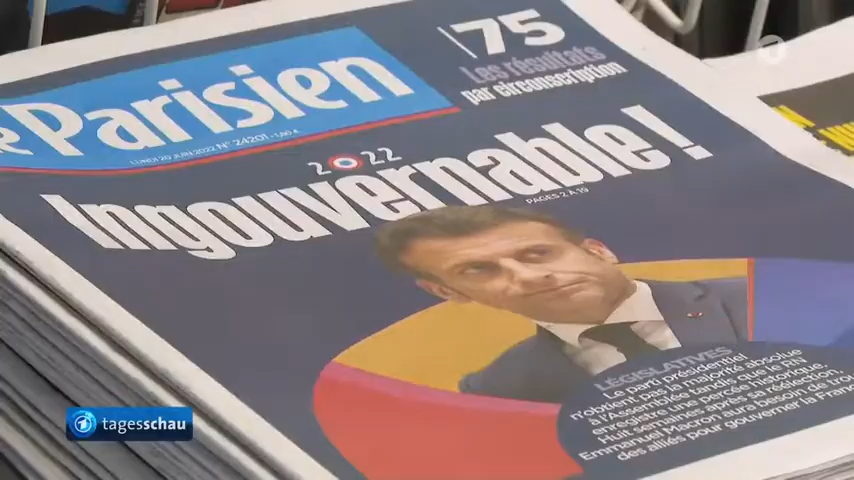 75
Les résultats
par circonscription
Parisien
LUNDI 20 JUIN 2022 N° 24201 - 1,80 €
2022
Ingouvernable !
PAGES 2 À 19
LÉGISLATIVES
Le parti présidentiel
n'obtient pas la majorité absolue
à l'Assemblée tandis que le RN
enregistre une percée historique.
Huit semaines après sa réélection,
Emmanuel Macron aura besoin de
des alliés pour gouverner la
tagesschau